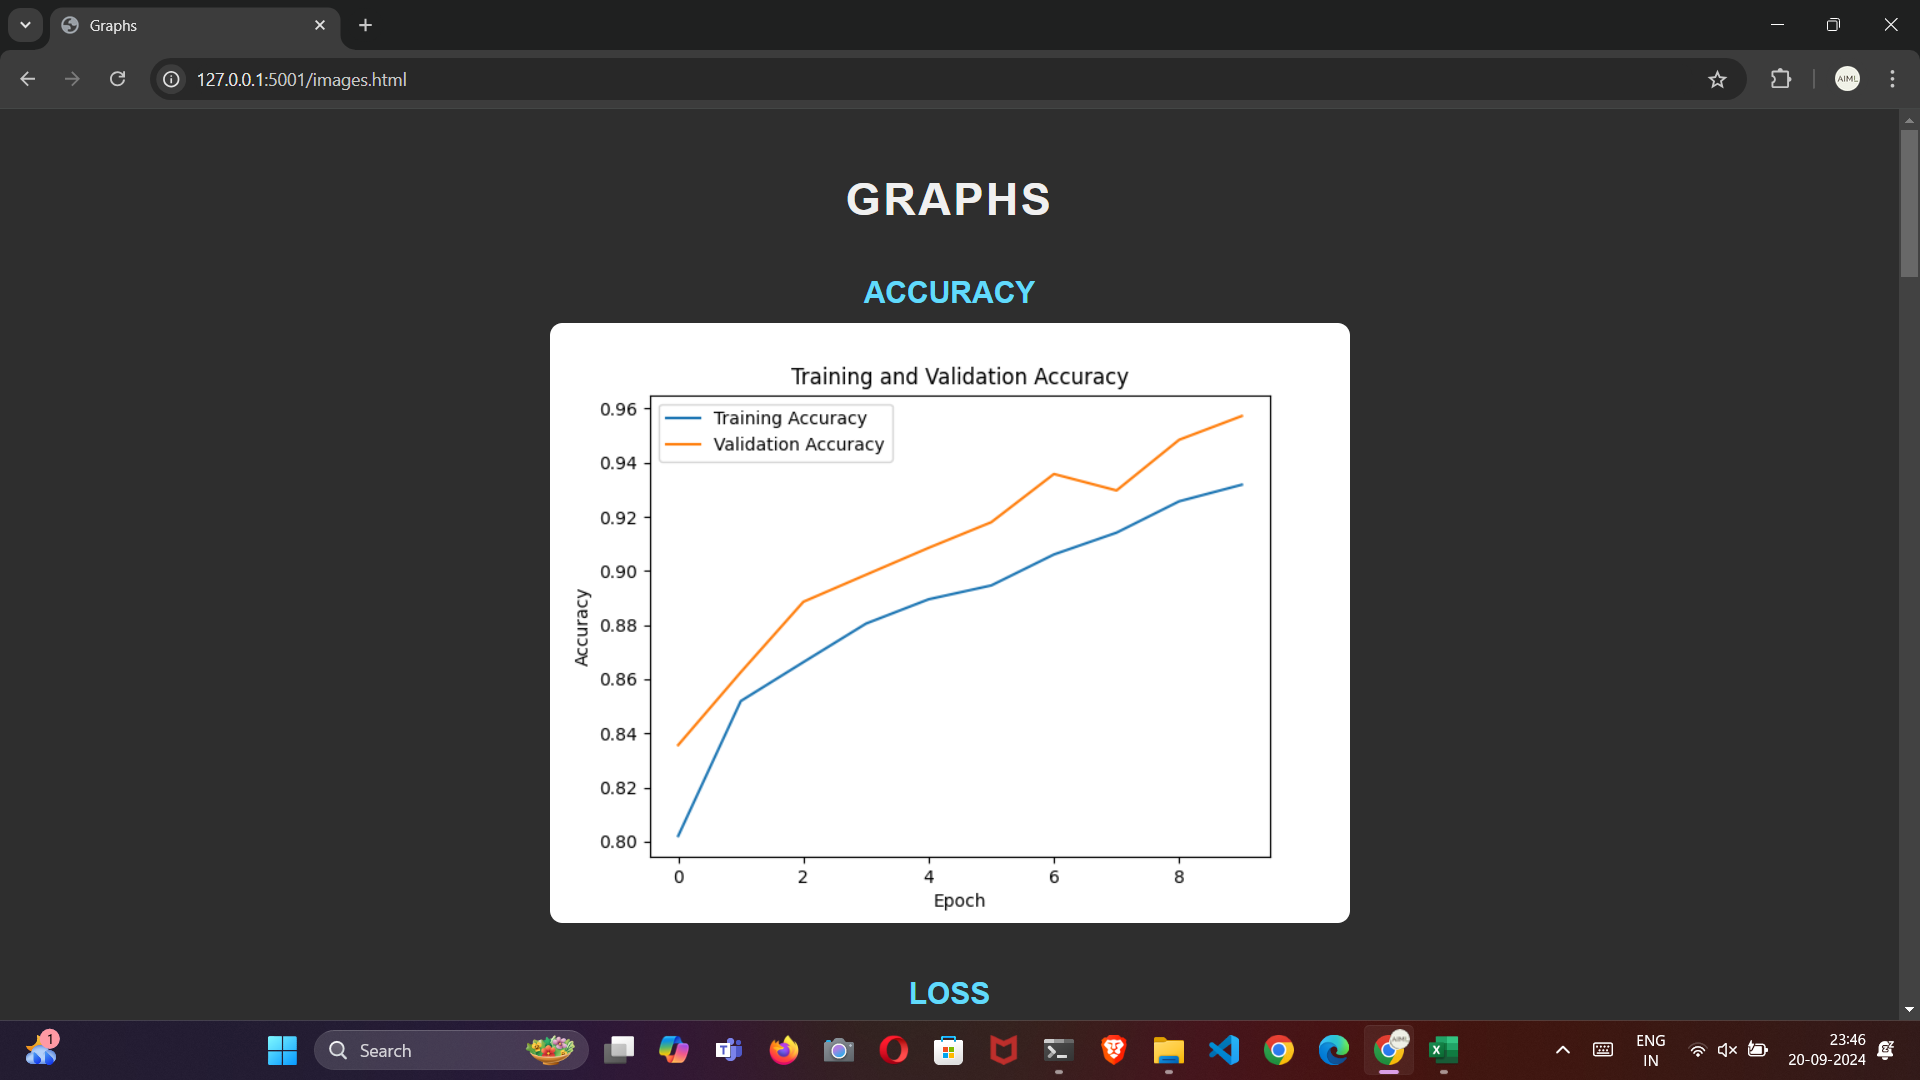 Graphs
127.0.0.1:5001/images.html
AIML
GRAPHS
ACCURACY
Training and Validation Accuracy
Training Accuracy
Validation Accuracy
0.96
0.94
0.92
0.90
0.88
0.86
0.84
0.82
0.80
Accuracy
0 2 4 6 8
Epoch
LOSS
1
Search
AIML
ENG
IN
23:46
20-09-2024